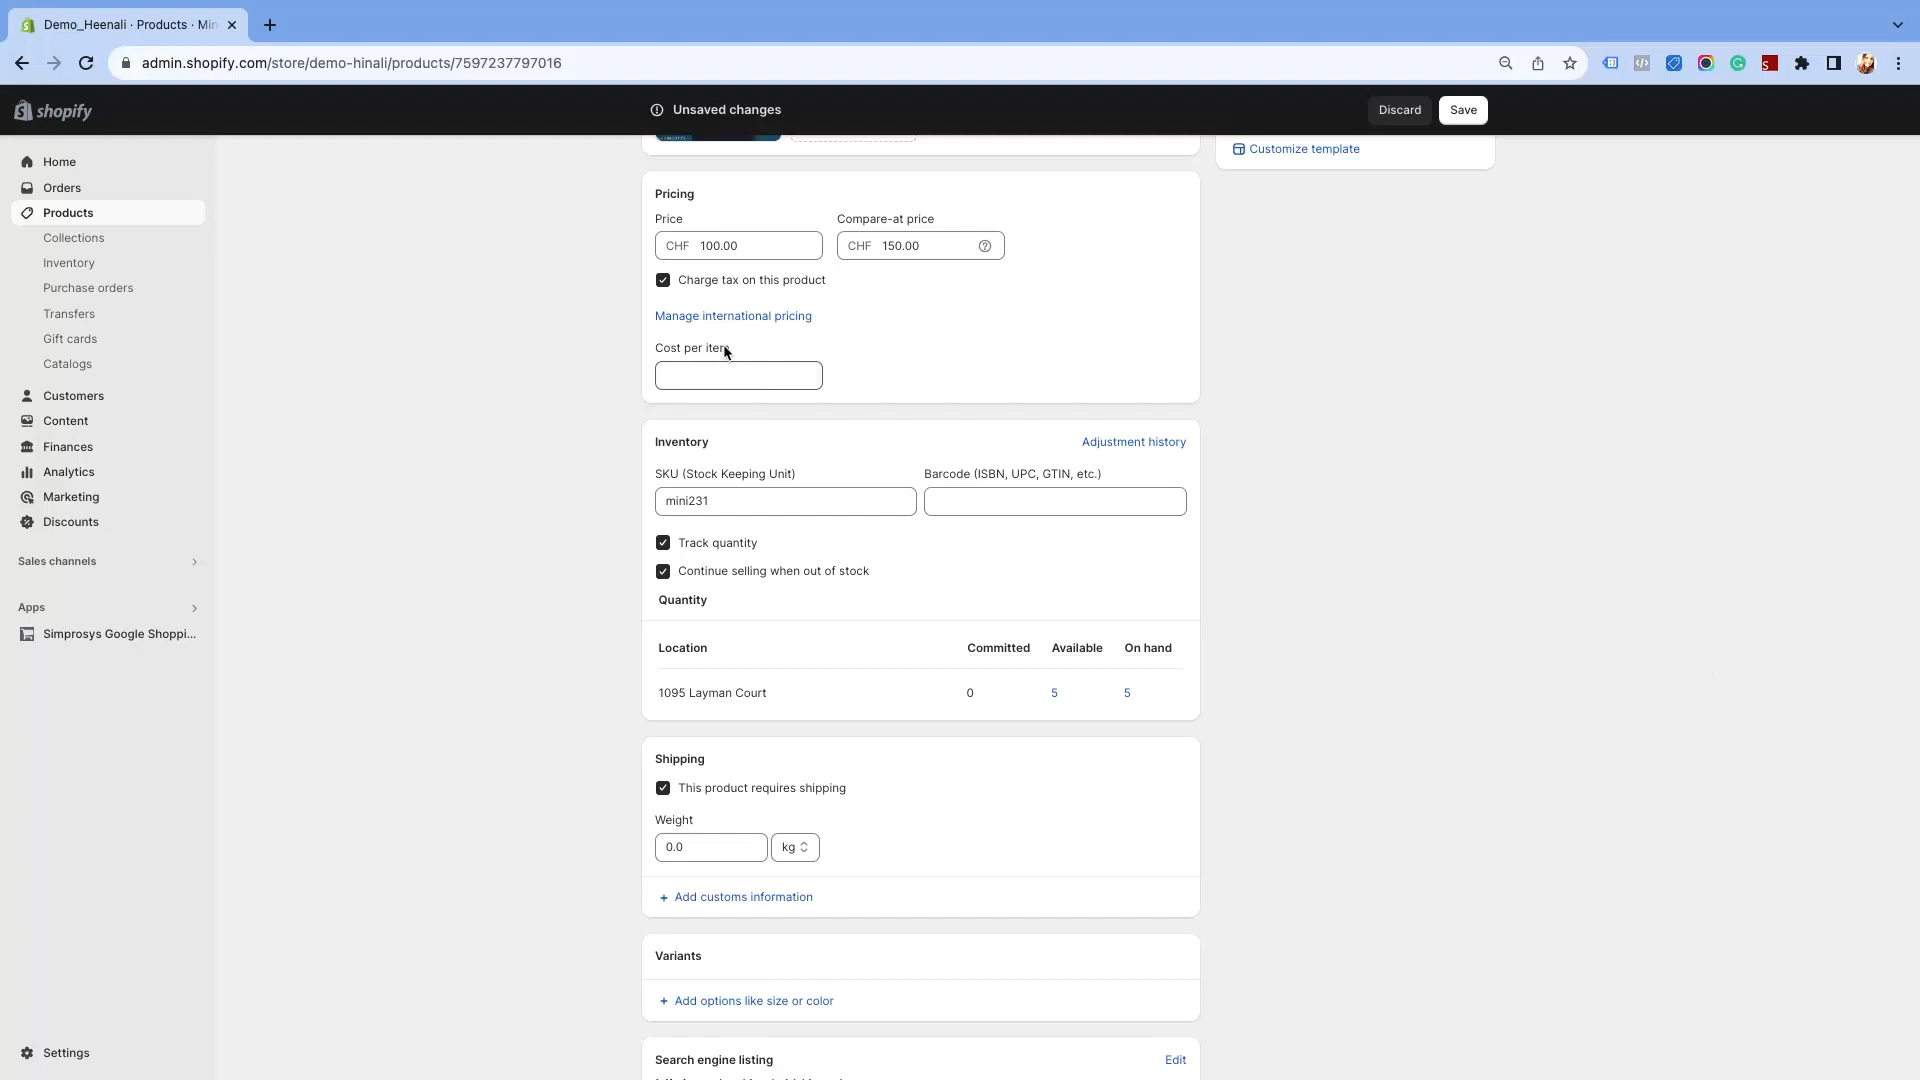 Demo_Heenali · Products · Min
admin.shopify.com/store/demo-hinali/products/7597237797016
shopify
Unsaved changes
Discard
Save
Home
Orders
Products
Collections
Inventory
Purchase orders
Transfers
Gift cards
Catalogs
Customers
Content
Finances
Analytics
Marketing
Discounts
Sales channels
Apps
Simprosys Google Shoppi...
Settings
Customize template
Pricing
Price
Compare-at price
CHF 100.00
CHF 150.00
Charge tax on this product
Manage international pricing
Cost per item
Inventory
Adjustment history
SKU (Stock Keeping Unit)
Barcode (ISBN, UPC, GTIN, etc.)
mini231
Track quantity
Continue selling when out of stock
Quantity
Location Committed Available On hand
1095 Layman Court 0 5 5
Shipping
This product requires shipping
Weight
0.0
kg
+ Add customs information
Variants
+ Add options like size or color
Search engine listing
Edit